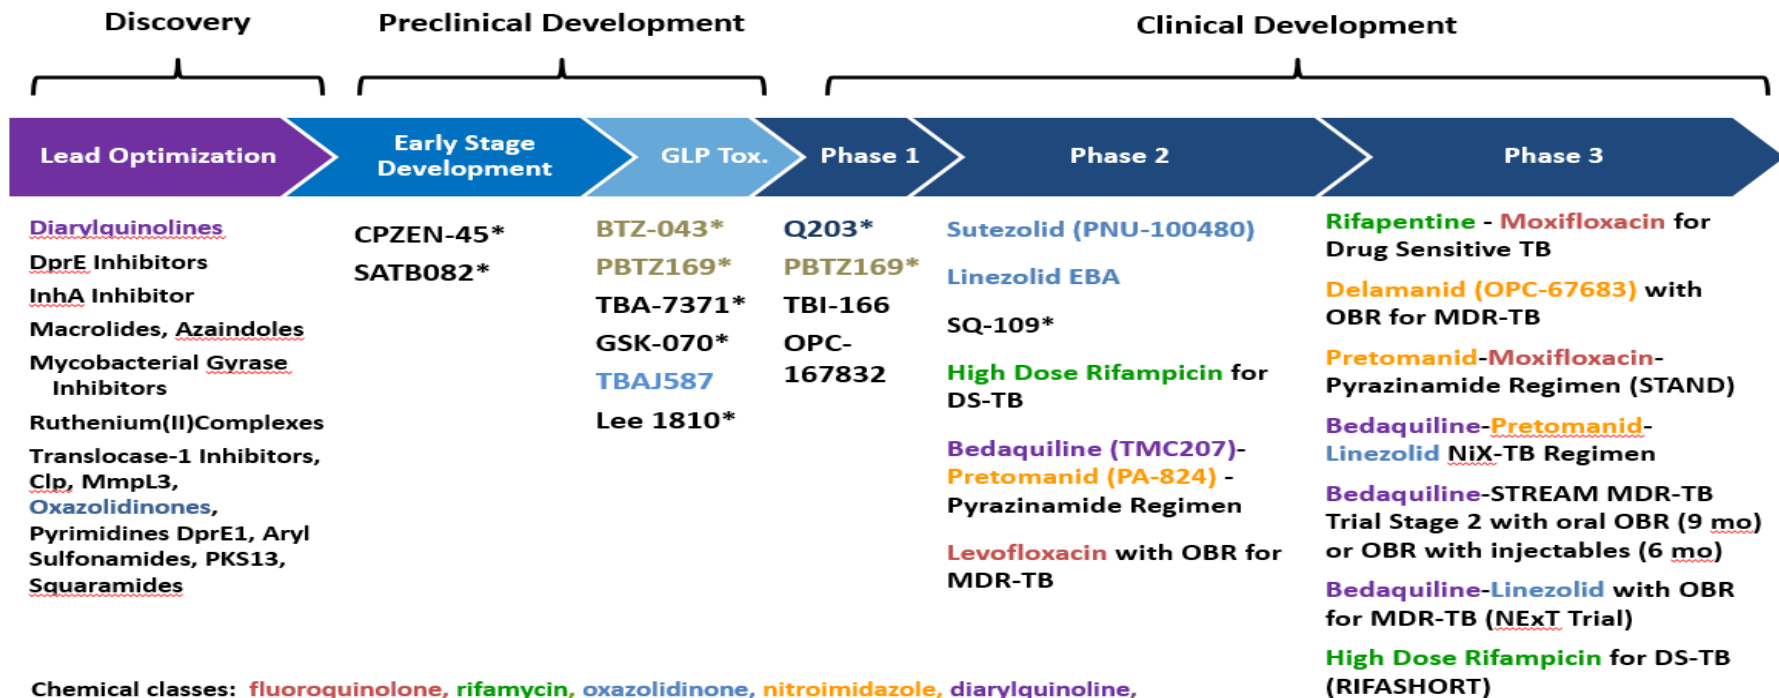 Discovery
Preclinical Development
Clinical Development
Lead Optimization
Early Stage
Development
GLP Tox.
Phase 1
Phase 2
Phase 3
Diarylquinolines
DprE Inhibitors
InhA Inhibitor
Macrolides, Azaindoles
Mycobacterial Gyrase
Inhibitors
Ruthenium(II)Complexes
Translocase-1 Inhibitors,
Clp, MmpL3,
Oxazolidinones,
Pyrimidines DprE1, Aryl
Sulfonamides, PKS13,
Squaramides
CPZEN-45*
SATB082*
BTZ-043*
PBTZ169*
TBA-7371*
GSK-070*
TBAJ587
Lee 1810*
Q203*
PBTZ169*
TBI-166
OPC-
167832
Sutezolid (PNU-100480)
Linezolid EBA
SQ-109*
High Dose Rifampicin for
DS-TB
Bedaquiline (TMC207)-
Pretomanid (PA-824) -
Pyrazinamide Regimen
Levofloxacin with OBR for
MDR-TB
Rifapentine - Moxifloxacin for
Drug Sensitive TB
Delamanid (OPC-67683) with
OBR for MDR-TB
Pretomanid-Moxifloxacin-
Pyrazinamide Regimen (STAND)
Bedaquiline-Pretomanid-
Linezolid NiX-TB Regimen
Bedaquiline-STREAM MDR-TB
Trial Stage 2 with oral OBR (9 mo)
or OBR with injectables (6 mo)
Bedaquiline-Linezolid with OBR
for MDR-TB (NExT Trial)
High Dose Rifampicin for DS-TB
(RIFASHORT)
Chemical classes: fluoroquinolone, rifamycin, oxazolidinone, nitroimidazole, diarylquinoline,